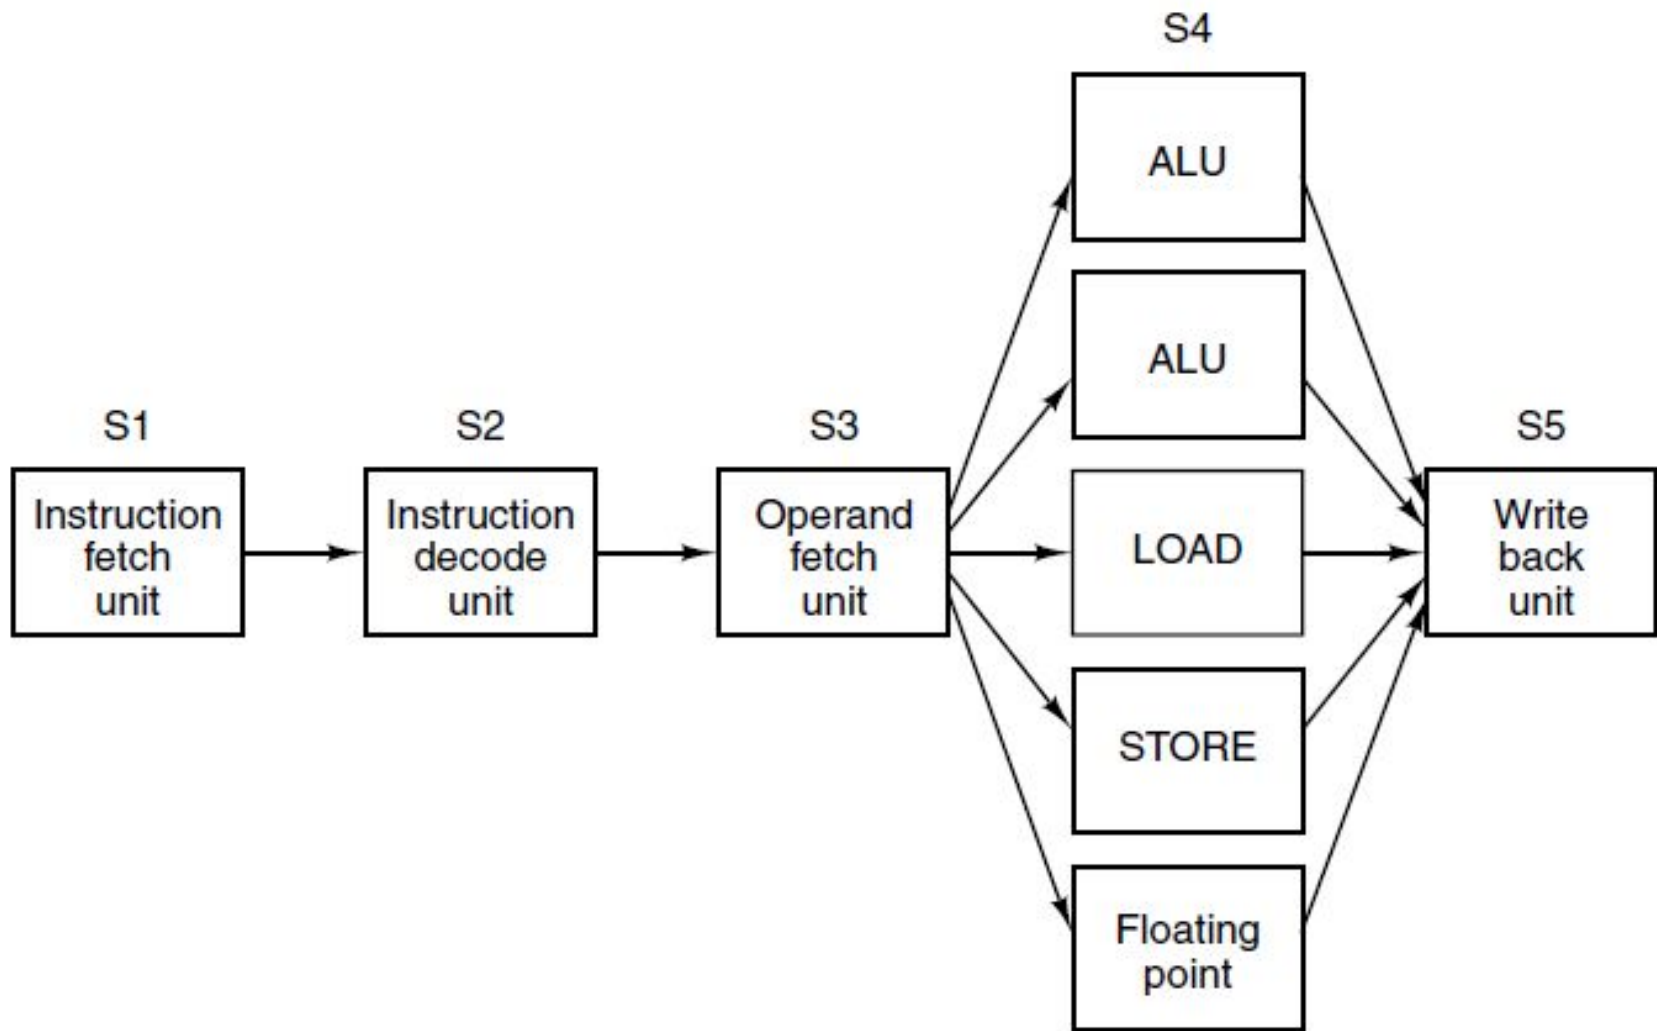 S4
ALU
ALU
S1
S2
S3
S5
Instruction
fetch
unit
Instruction
decode
unit
Operand
fetch
unit
LOAD
Write
back
unit
STORE
Floating
point